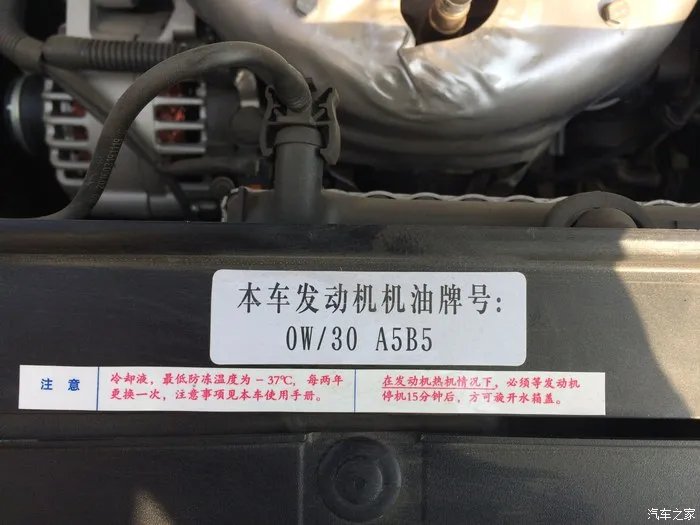 本车发动机机油牌号：
0W/30 A5B5
注 意
冷却液，最低防冻温度为－37℃，每两年
更换一次，注意事项见本车使用手册。
在发动机热机情况下，必须等发动机
停机15分钟后，方可旋开水箱盖。
汽车之家